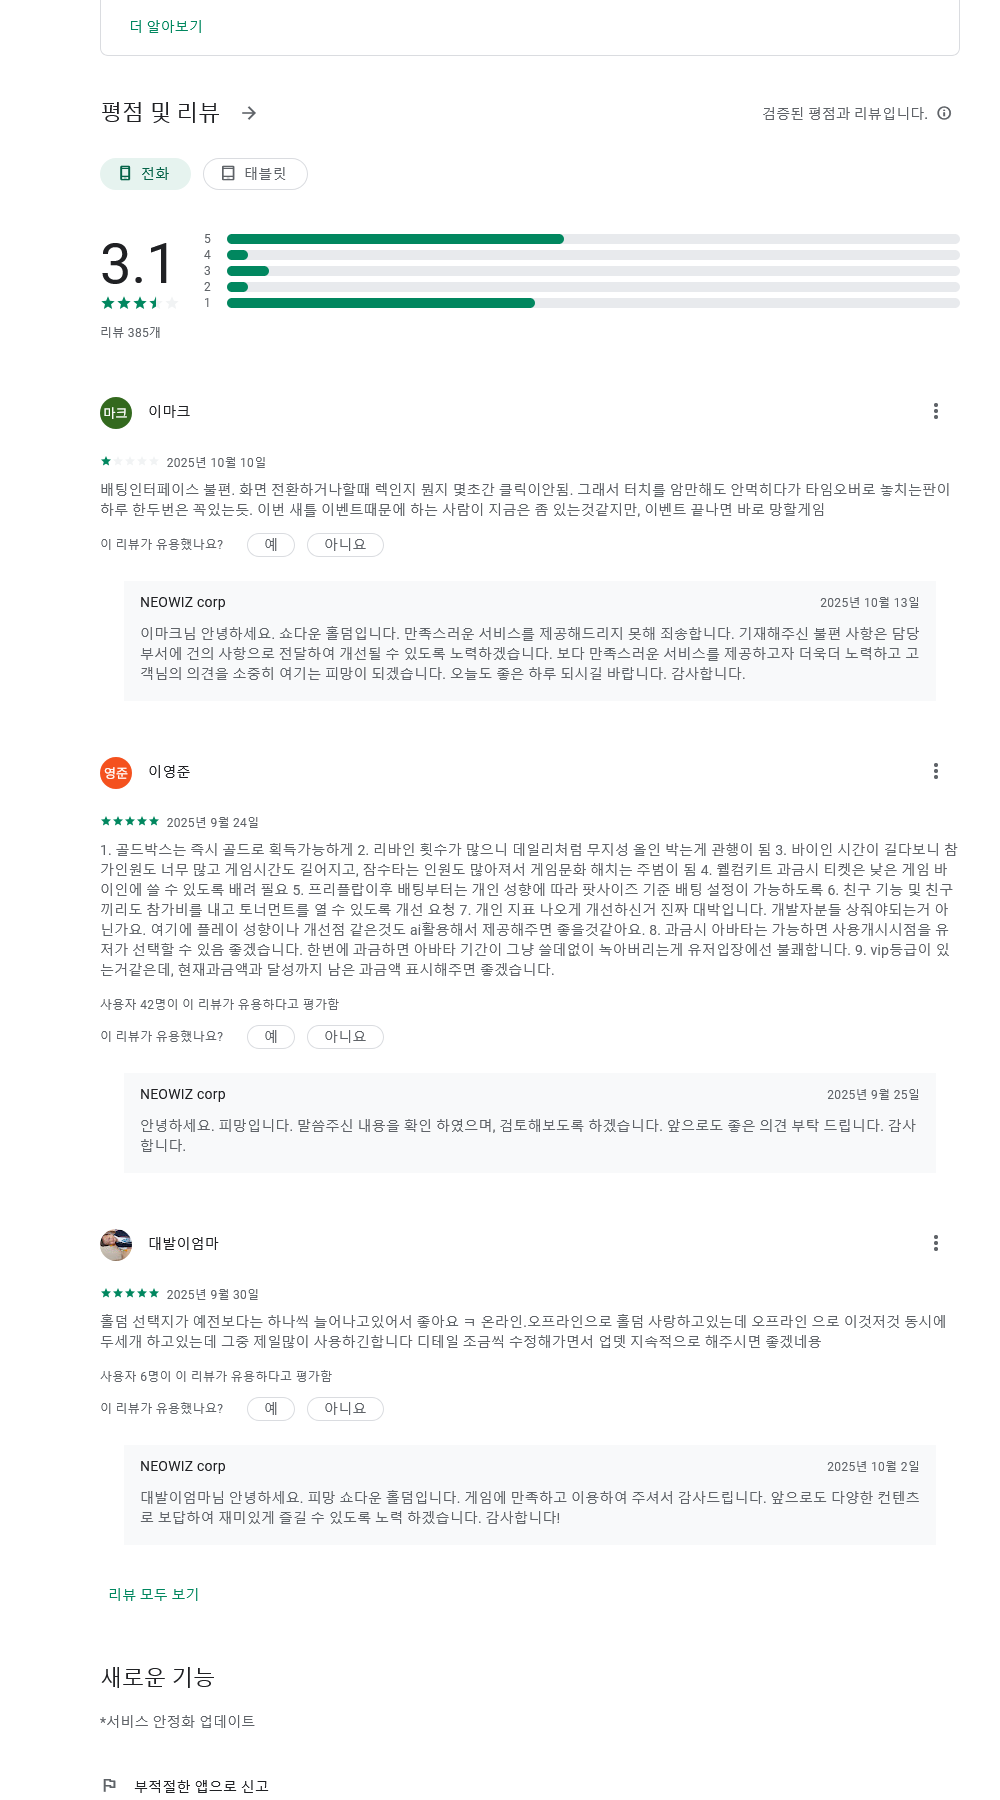 더 알아보기
평점 및 리뷰
검증된 평점과 리뷰입니다.
전화
태블릿
3.1
5
4
3
2
1
리뷰 385개
마크
이마크
2025년 10월 10일
배팅인터페이스 불편. 화면 전환하거나할때 렉인지 뭔지 몇초간 클릭이안됨. 그래서 터치를 암만해도 안먹히다가 타임오버로 놓치는판이
하루 한두번은 꼭있는듯. 이번 새틀 이벤트때문에 하는 사람이 지금은 좀 있는것같지만, 이벤트 끝나면 바로 망할게임
이 리뷰가 유용했나요?
예
아니요
NEOWIZ corp
2025년 10월 13일
이마크님 안녕하세요. 쇼다운 홀덤입니다. 만족스러운 서비스를 제공해드리지 못해 죄송합니다. 기재해주신 불편 사항은 담당
부서에 건의 사항으로 전달하여 개선될 수 있도록 노력하겠습니다. 보다 만족스러운 서비스를 제공하고자 더욱더 노력하고 고
객님의 의견을 소중히 여기는 피망이 되겠습니다. 오늘도 좋은 하루 되시길 바랍니다. 감사합니다.
영준
이영준
2025년 9월 24일
1. 골드박스는 즉시 골드로 획득가능하게 2. 리바인 횟수가 많으니 데일리처럼 무지성 올인 박는게 관행이 됨 3. 바이인 시간이 길다보니 참
가인원도 너무 많고 게임시간도 길어지고, 잠수타는 인원도 많아져서 게임문화 해치는 주범이 됨 4. 웰컴키트 과금시 티켓은 낮은 게임 바
이인에 쓸 수 있도록 배려 필요 5. 프리플랍이후 배팅부터는 개인 성향에 따라 팟사이즈 기준 배팅 설정이 가능하도록 6. 친구 기능 및 친구
끼리도 참가비를 내고 토너먼트를 열 수 있도록 개선 요청 7. 개인 지표 나오게 개선하신거 진짜 대박입니다. 개발자분들 상줘야되는거 아
닌가요. 여기에 플레이 성향이나 개선점 같은것도 ai활용해서 제공해주면 좋을것같아요. 8. 과금시 아바타는 가능하면 사용개시시점을 유
저가 선택할 수 있음 좋겠습니다. 한번에 과금하면 아바타 기간이 그냥 쓸데없이 녹아버리는게 유저입장에선 불쾌합니다. 9. vip등급이 있
는거같은데, 현재과금액과 달성까지 남은 과금액 표시해주면 좋겠습니다.
사용자 42명이 이 리뷰가 유용하다고 평가함
이 리뷰가 유용했나요?
예
아니요
NEOWIZ corp
2025년 9월 25일
안녕하세요. 피망입니다. 말씀주신 내용을 확인 하였으며, 검토해보도록 하겠습니다. 앞으로도 좋은 의견 부탁 드립니다. 감사
합니다.
대발이엄마
2025년 9월 30일
홀덤 선택지가 예전보다는 하나씩 늘어나고있어서 좋아요 ㅋ 온라인.오프라인으로 홀덤 사랑하고있는데 오프라인 으로 이것저것 동시에
두세개 하고있는데 그중 제일많이 사용하긴합니다 디테일 조금씩 수정해가면서 업뎃 지속적으로 해주시면 좋겠네용
사용자 6명이 이 리뷰가 유용하다고 평가함
이 리뷰가 유용했나요?
예
아니요
NEOWIZ corp
2025년 10월 2일
대발이엄마님 안녕하세요. 피망 쇼다운 홀덤입니다. 게임에 만족하고 이용하여 주셔서 감사드립니다. 앞으로도 다양한 컨텐츠
로 보답하여 재미있게 즐길 수 있도록 노력 하겠습니다. 감사합니다!
리뷰 모두 보기
새로운 기능
*서비스 안정화 업데이트
부적절한 앱으로 신고